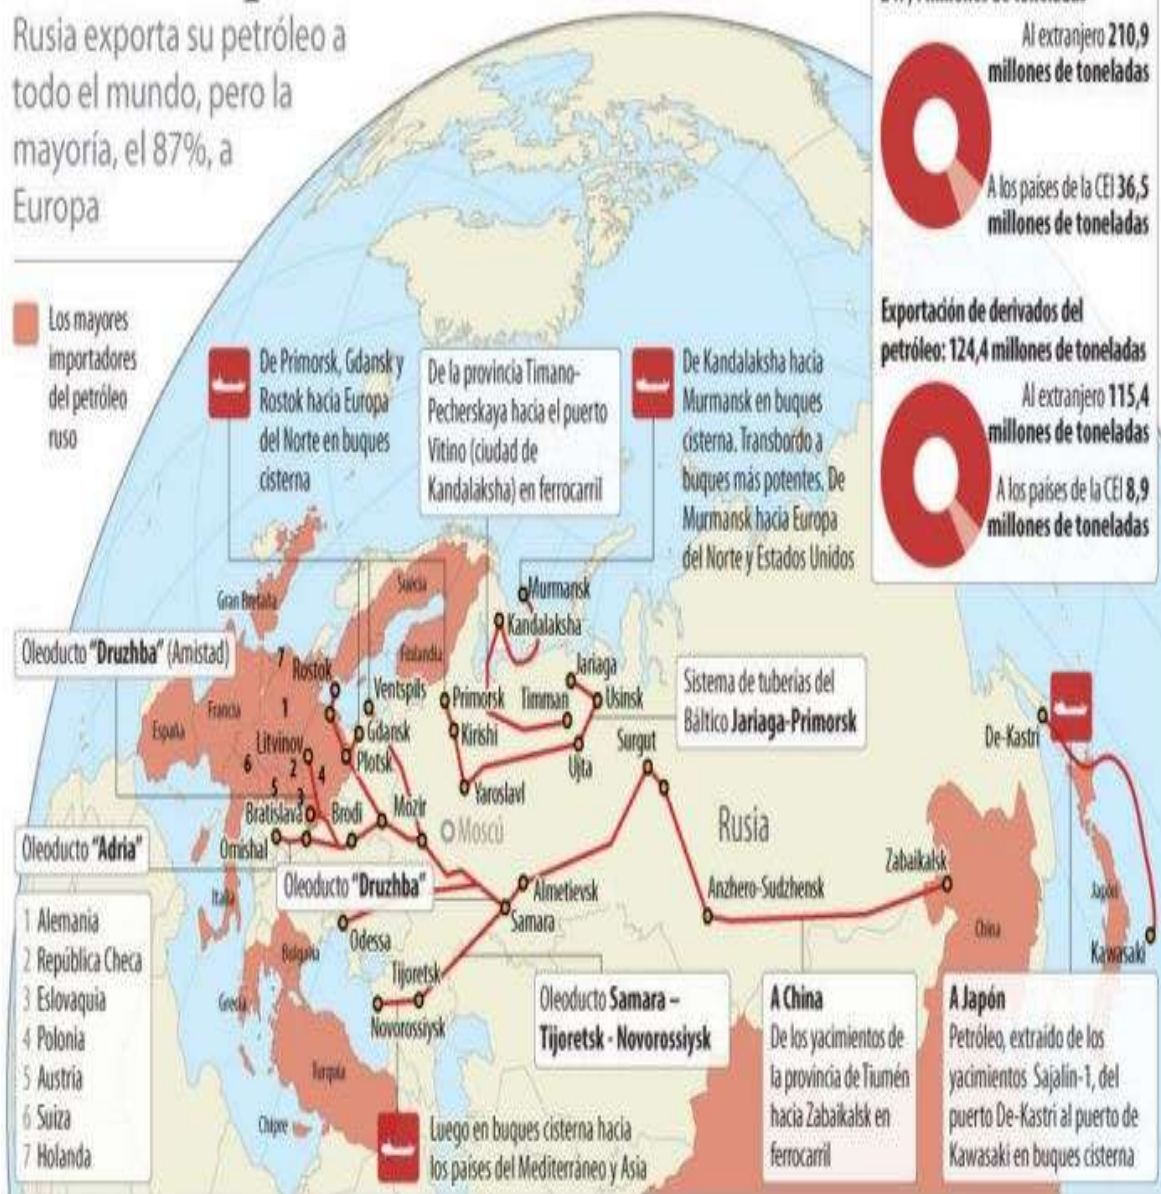 Rusia exporta su petróleo a
todo el mundo, pero la
mayoría, el 87%, a
Europa
Los mayores
importadores
del petróleo
ruso
Al extranjero 210,9
millones de toneladas
A los países de la CEI 36,5
millones de toneladas
Exportación de derivados del
petróleo: 124,4 millones de toneladas
Al extranjero 115,4
millones de toneladas
A los países de la CEI 8,9
millones de toneladas
De Primorsk, Gdansk y
Rostok hacia Europa
del Norte en buques
cisterna
De la provincia Timano-
Pecherskaya hacia el puerto
Vitino (ciudad de
Kandalaksha) en ferrocarril
De Kandalaksha hacia
Murmansk en buques
cisterna. Transbordo a
buques más potentes. De
Murmansk hacia Europa
del Norte y Estados Unidos
Gran Bretaña
Suecia
Finlandia
Murmansk
Kandalaksha
Oleoducto "Druzhba" (Amistad)
7
Rostok
Ventspils
Primorsk
Timman
Jariaga
Usinsk
Sistema de tuberías del
Báltico Jariaga-Primorsk
España
Francia
1
Gdansk
Kirishi
Ujta
Surgut
De-Kastri
Litvinov
Plotsk
Yaroslavl
6
2
4
5
3
Bratislava
Brodi
Mozir
Moscú
Rusia
Oleoducto "Adria"
Omishal
Oleoducto "Druzhba"
Almetievsk
Samara
Anzhero-Sudzhensk
Zabaikalsk
Japón
China
Kawasaki
Italia
Bulgaria
Odessa
Grecia
Tijoretsk
Novorossiysk
Turquía
Chipre
1 Alemania
2 República Checa
3 Eslovaquia
4 Polonia
5 Austria
6 Suiza
7 Holanda
Oleoducto Samara –
Tijoretsk - Novorossiysk
A China
De los yacimientos de
la provincia de Tiumén
hacia Zabaikalsk en
ferrocarril
A Japón
Petróleo, extraído de los
yacimientos Sajalín-1, del
puerto De-Kastri al puerto de
Kawasaki en buques cisterna
Luego en buques cisterna hacia
los países del Mediterráneo y Asia